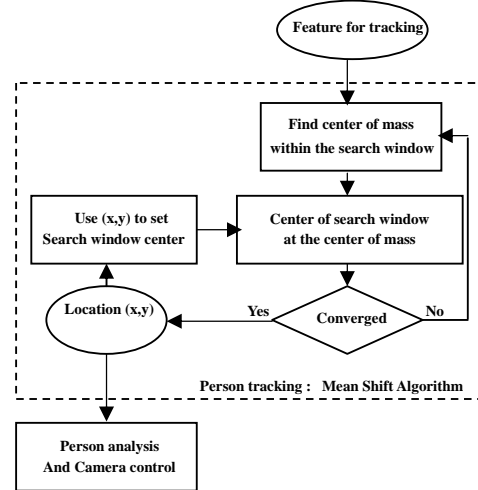 Feature for tracking
Find center of mass
within the search window
Use (x,y) to set
Search window center
Center of search window
at the center of mass
Location (x,y)
Yes
Converged
No
Person tracking : Mean Shift Algorithm
Person analysis
And Camera control